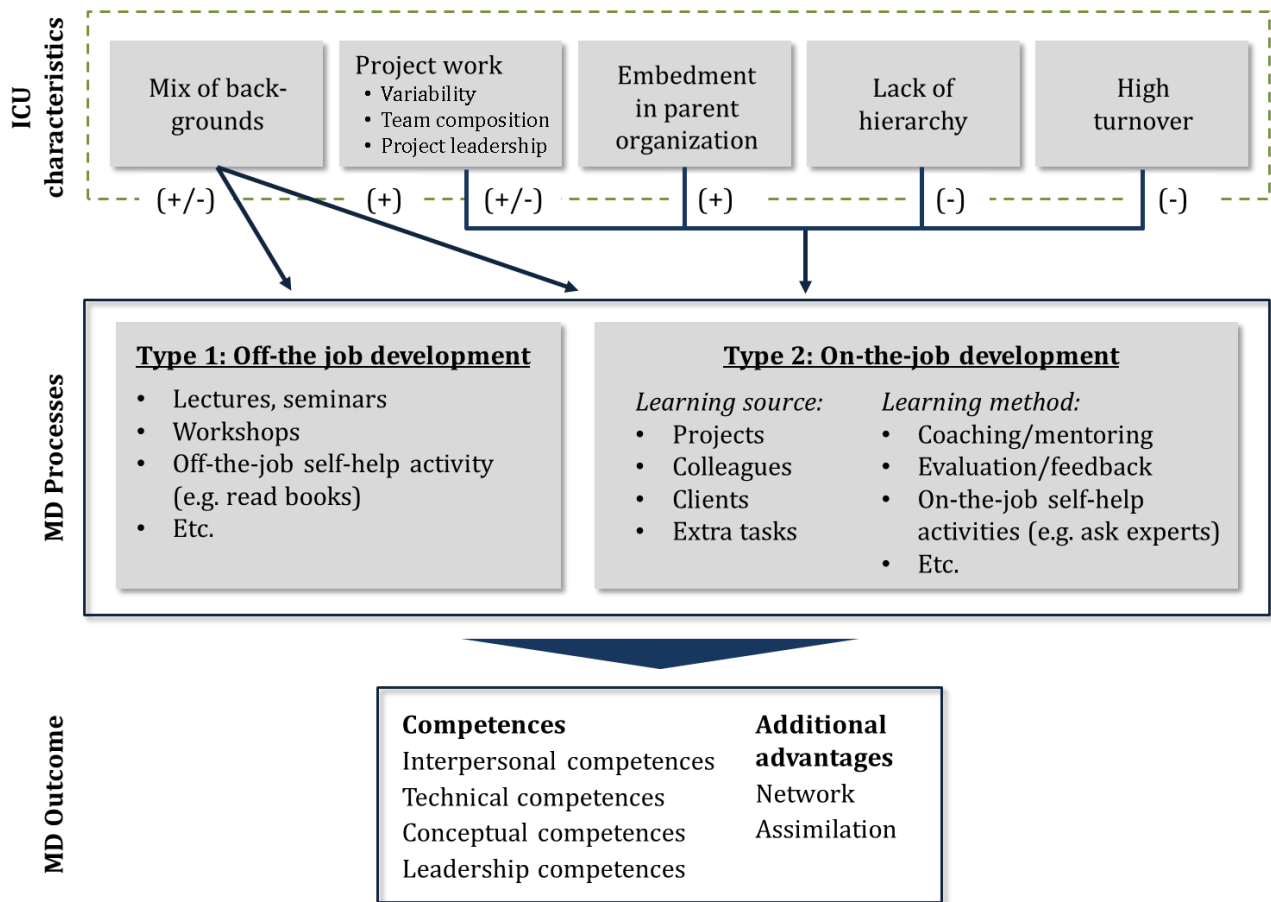 ICU
characteristics
Mix of back-
grounds
Project work
• Variability
• Team composition
• Project leadership
Embedment
in parent
organization
Lack of
hierarchy
High
turnover
(+/-)
(+)
(+/-)
(+)
(-)
(-)
MD Processes
Type 1: Off-the job development
• Lectures, seminars
• Workshops
• Off-the-job self-help activity
(e.g. read books)
• Etc.
Type 2: On-the-job development
Learning source:
• Projects
• Colleagues
• Clients
• Extra tasks
Learning method:
• Coaching/mentoring
• Evaluation/feedback
• On-the-job self-help
activities (e.g. ask experts)
• Etc.
MD Outcome
Competences
Interpersonal competences
Technical competences
Conceptual competences
Leadership competences
Additional
advantages
Network
Assimilation